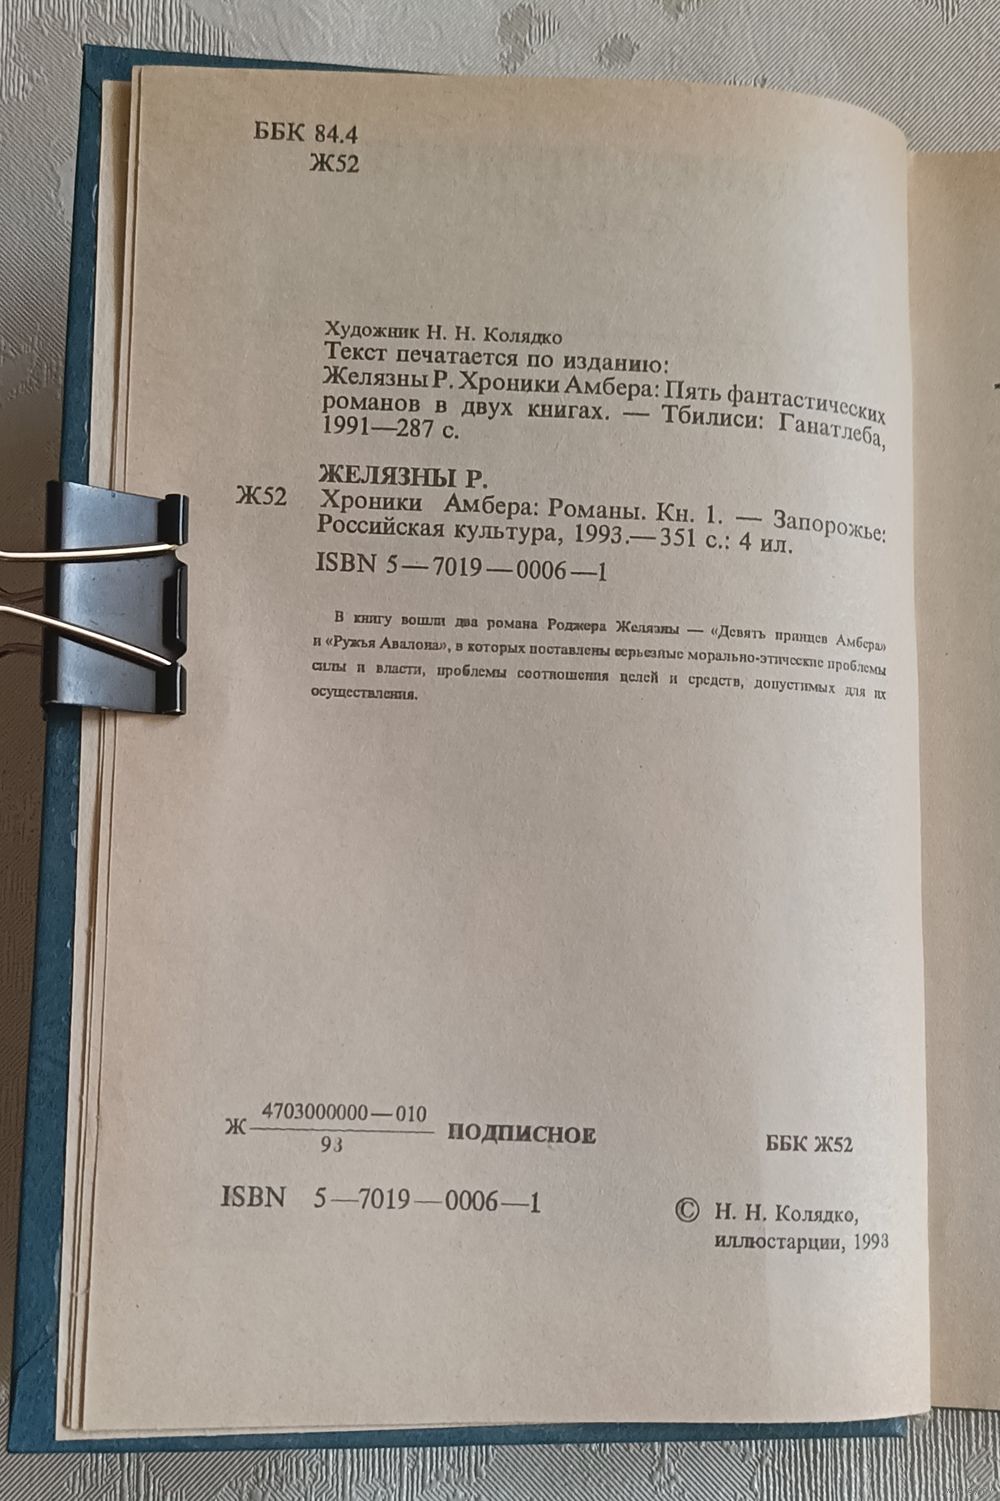 ББК 84.4
Ж52
Художник Н. Н. Колядко
Текст печатается по изданию:
Желязны Р. Хроники Амбера: Пять фантастических
романов в двух книгах. — Тбилиси: Ганатлеба,
1991—287 с.
ЖЕЛЯЗНЫ Р.
Ж52 Хроники Амбера: Романы. Кн. 1. — Запорожье:
Российская культура, 1993.—351 с.: 4 ил.
ISBN 5—7019—0006—1
В книгу вошли два романа Роджера Желязны — «Девять принцев Амбера»
и «Ружья Авалона», в которых поставлены серьезные морально-этические проблемы
силы и власти, проблемы соотношения целей и средств, допустимых для их
осуществления.
Ж 4703000000—010
93
ПОДПИСНОЕ
ББК Ж52
ISBN 5—7019—0006—1
© Н. Н. Колядко,
иллюстарции, 1993